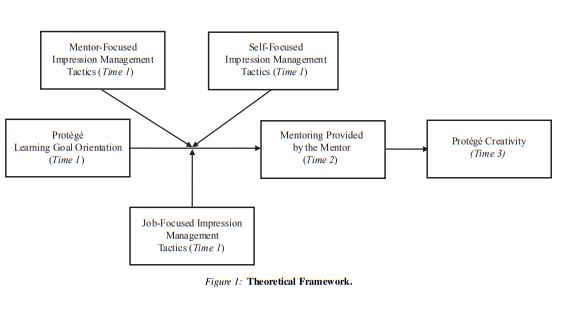 Mentor-Focused
Impression Management
Tactics (Time 1)
Self-Focused
Impression Management
Tactics (Time 1)
Protégé
Learning Goal Orientation
(Time 1)
Mentoring Provided
by the Mentor
(Time 2)
Protégé Creativity
(Time 3)
Job-Focused Impression
Management
Tactics (Time 1)
Figure 1: Theoretical Framework.